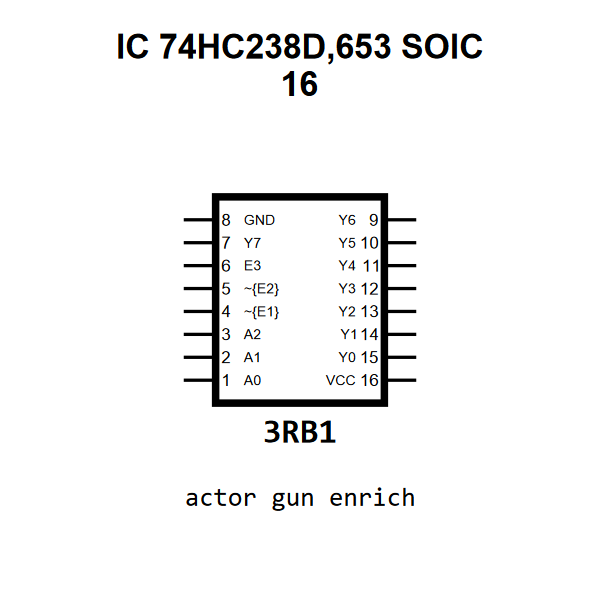 IC 74HC238D,653 SOIC
16
8 GND Y6 9
7 Y7 Y5 10
6 E3 Y4 11
5 ~{E2} Y3 12
4 ~{E1} Y2 13
3 A2 Y1 14
2 A1 Y0 15
1 A0 VCC 16
3RB1
actor gun enrich